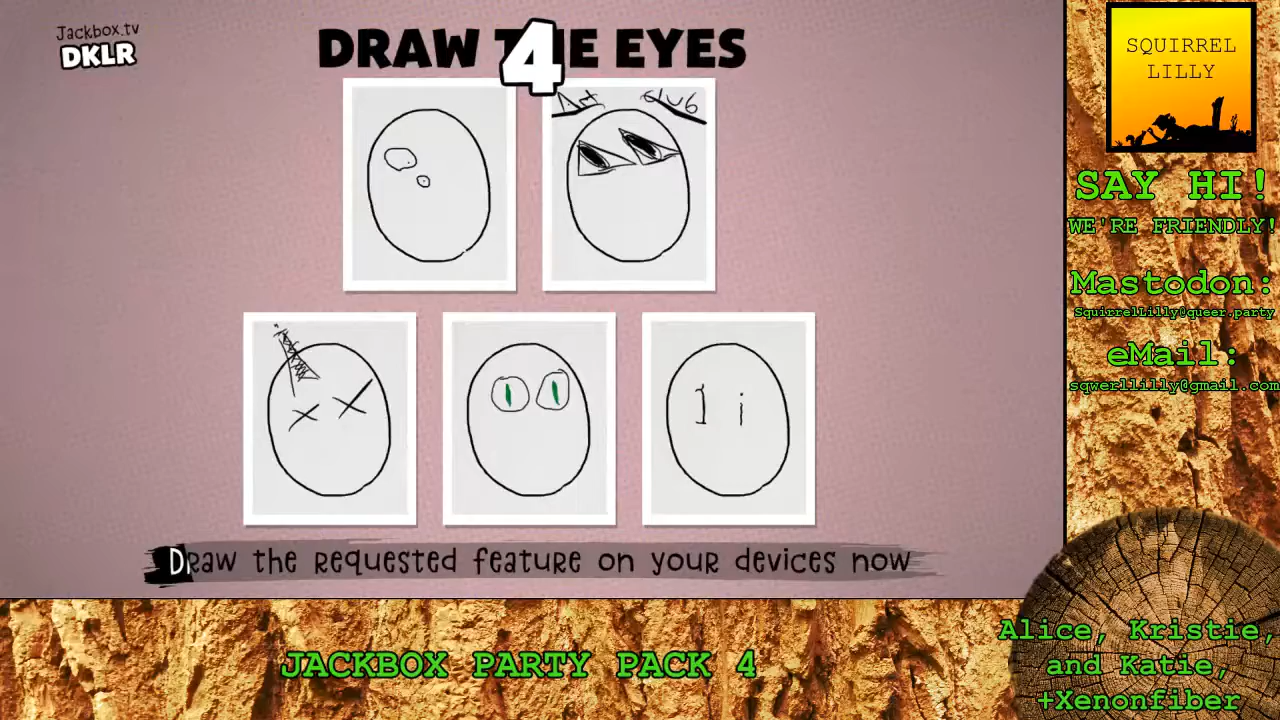 Jackbox.tv
DKLR
DRAW THE EYES
4
Art club
Draw the requested feature on your devices now
SQUIRREL
LILLY
SAY HI!
WE'RE FRIENDLY!
Mastodon:
SquirrelLilly@queer.party
eMail:
sqwerllilly@gmail.com
JACKBOX PARTY PACK 4
Alice, Kristie,
and Katie,
+Xenonfiber